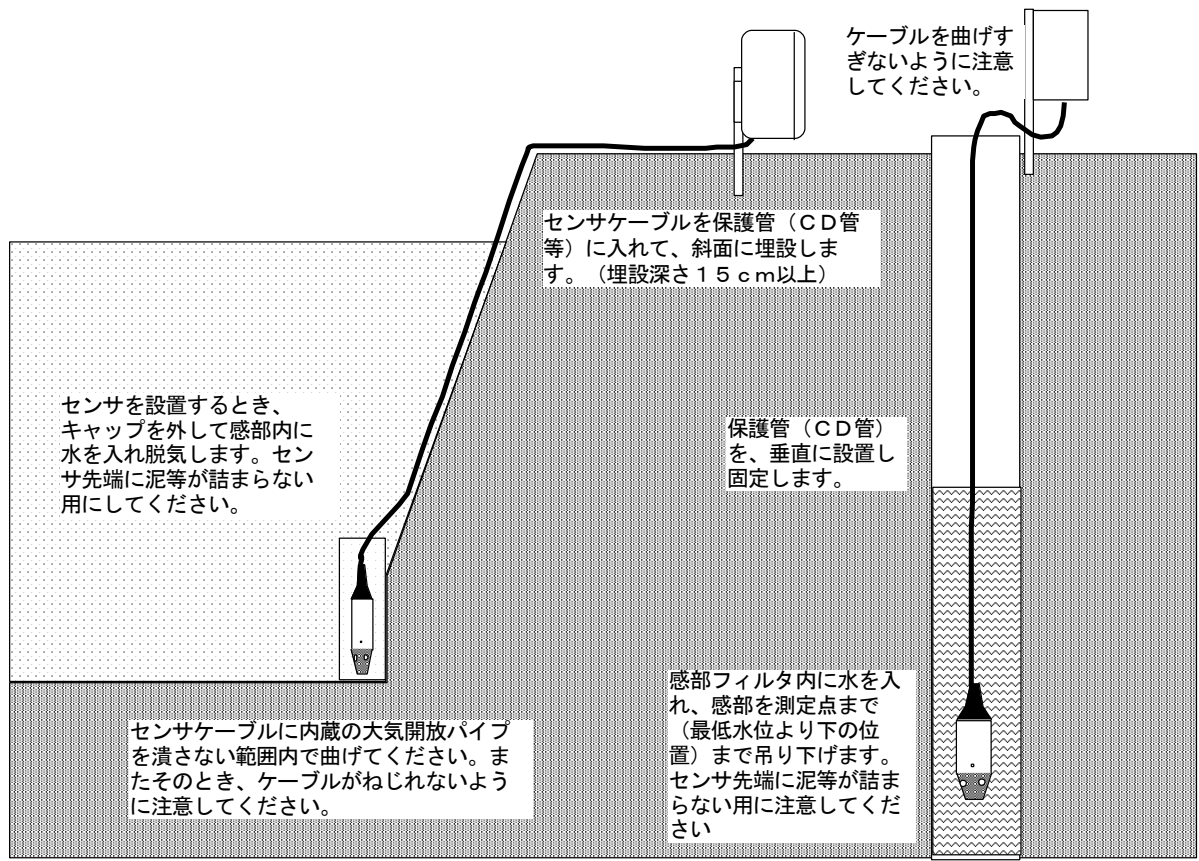 ケーブルを曲げす
ぎないように注意
してください。
センサケーブルを保護管（ＣＤ管
等）に入れて、斜面に埋設しま
す。（埋設深さ１５ｃｍ以上）
センサを設置するとき、
キャップを外して感部内に
水を入れ脱気します。セン
サ先端に泥等が詰まらない
用にしてください。
保護管（ＣＤ管）
を、垂直に設置し
固定します。
センサケーブルに内蔵の大気開放パイプ
を潰さない範囲内で曲げてください。ま
たそのとき、ケーブルがねじれないよう
に注意してください。
感部フィルタ内に水を入
れ、感部を測定点まで
（最低水位より下の位
置）まで吊り下げます。
センサ先端に泥等が詰ま
らない用に注意してくだ
さい